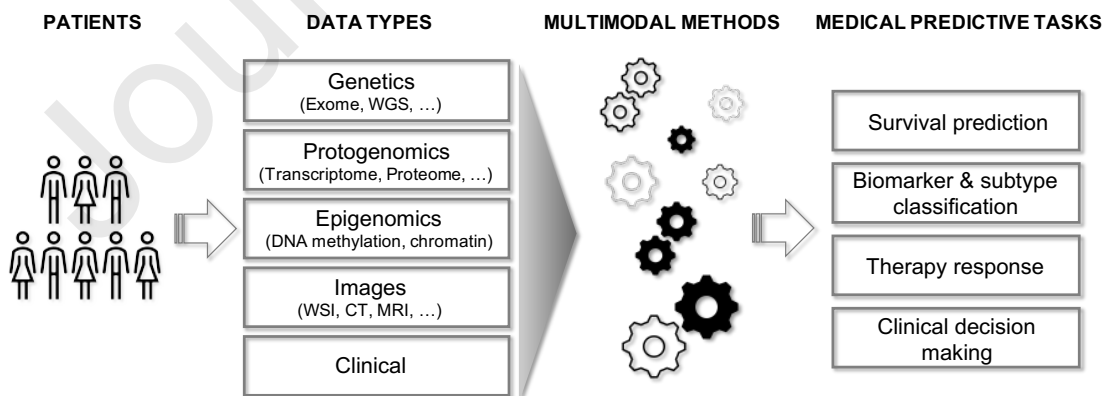 PATIENTS
DATA TYPES
MULTIMODAL METHODS
MEDICAL PREDICTIVE TASKS
Genetics
(Exome, WGS, …)
Protogenomics
(Transcriptome, Proteome, …)
Epigenomics
(DNA methylation, chromatin)
Images
(WSI, CT, MRI, …)
Clinical
Survival prediction
Biomarker & subtype
classification
Therapy response
Clinical decision
making
Jour